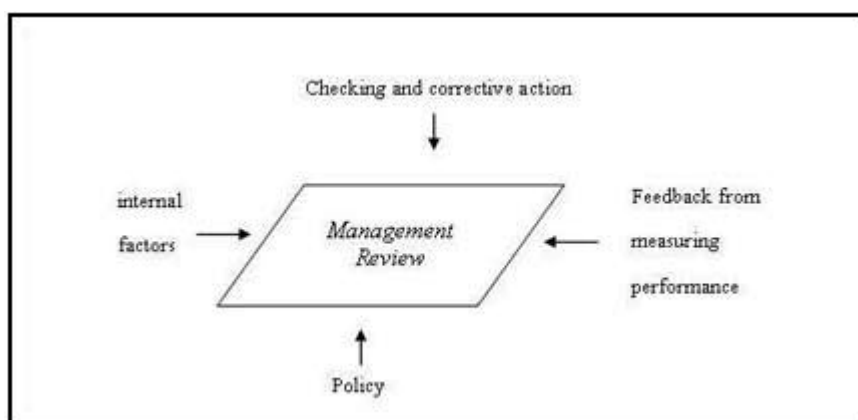 Checking and corrective action
internal
factors
Management
Review
Feedback from
measuring
performance
Policy